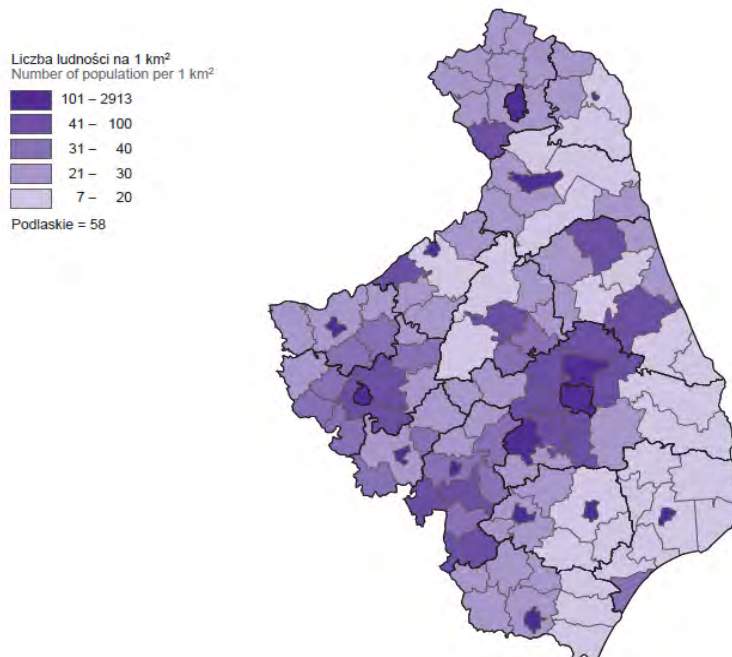 Liczba ludności na 1 km²
Number of population per 1 km²
101 – 2913
41 – 100
31 – 40
21 – 30
7 – 20
Podlaskie = 58